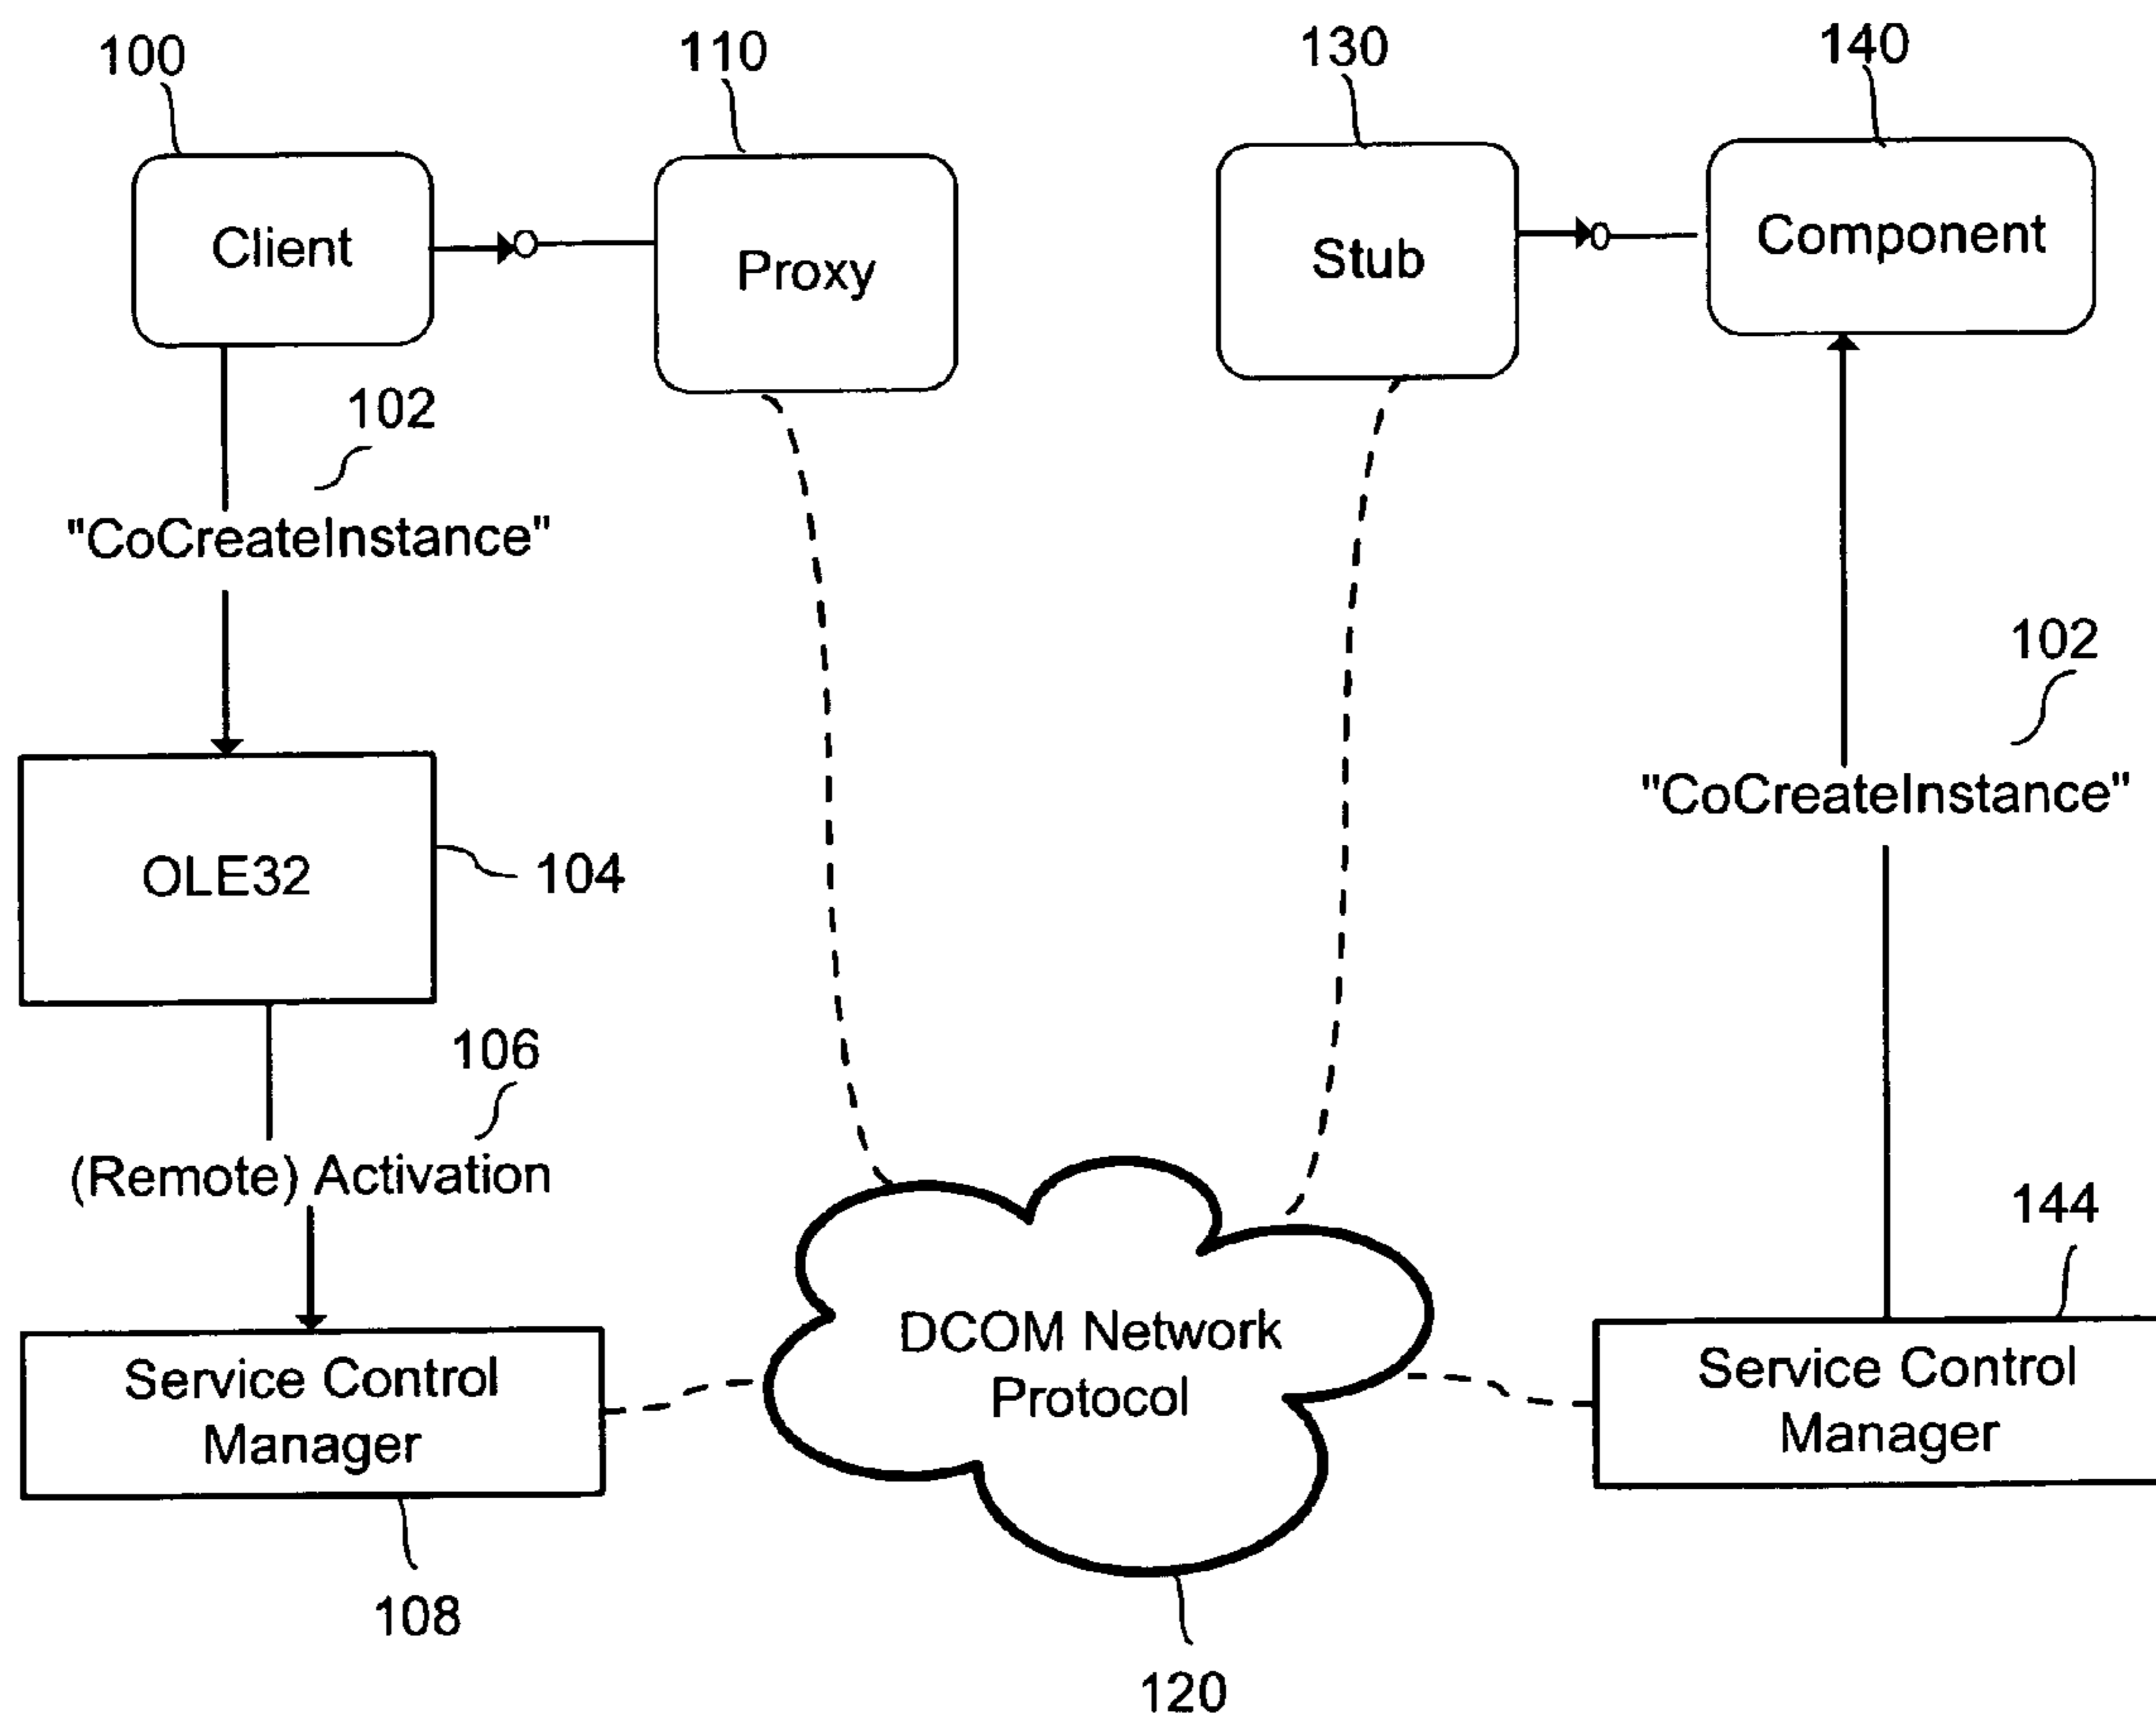 100
110
130
140
Client
Proxy
Stub
Component
102
"CoCreateInstance"
102
"CoCreateInstance"
OLE32
104
106
(Remote) Activation
144
DCOM Network
Protocol
Service Control
Manager
Service Control
Manager
108
120